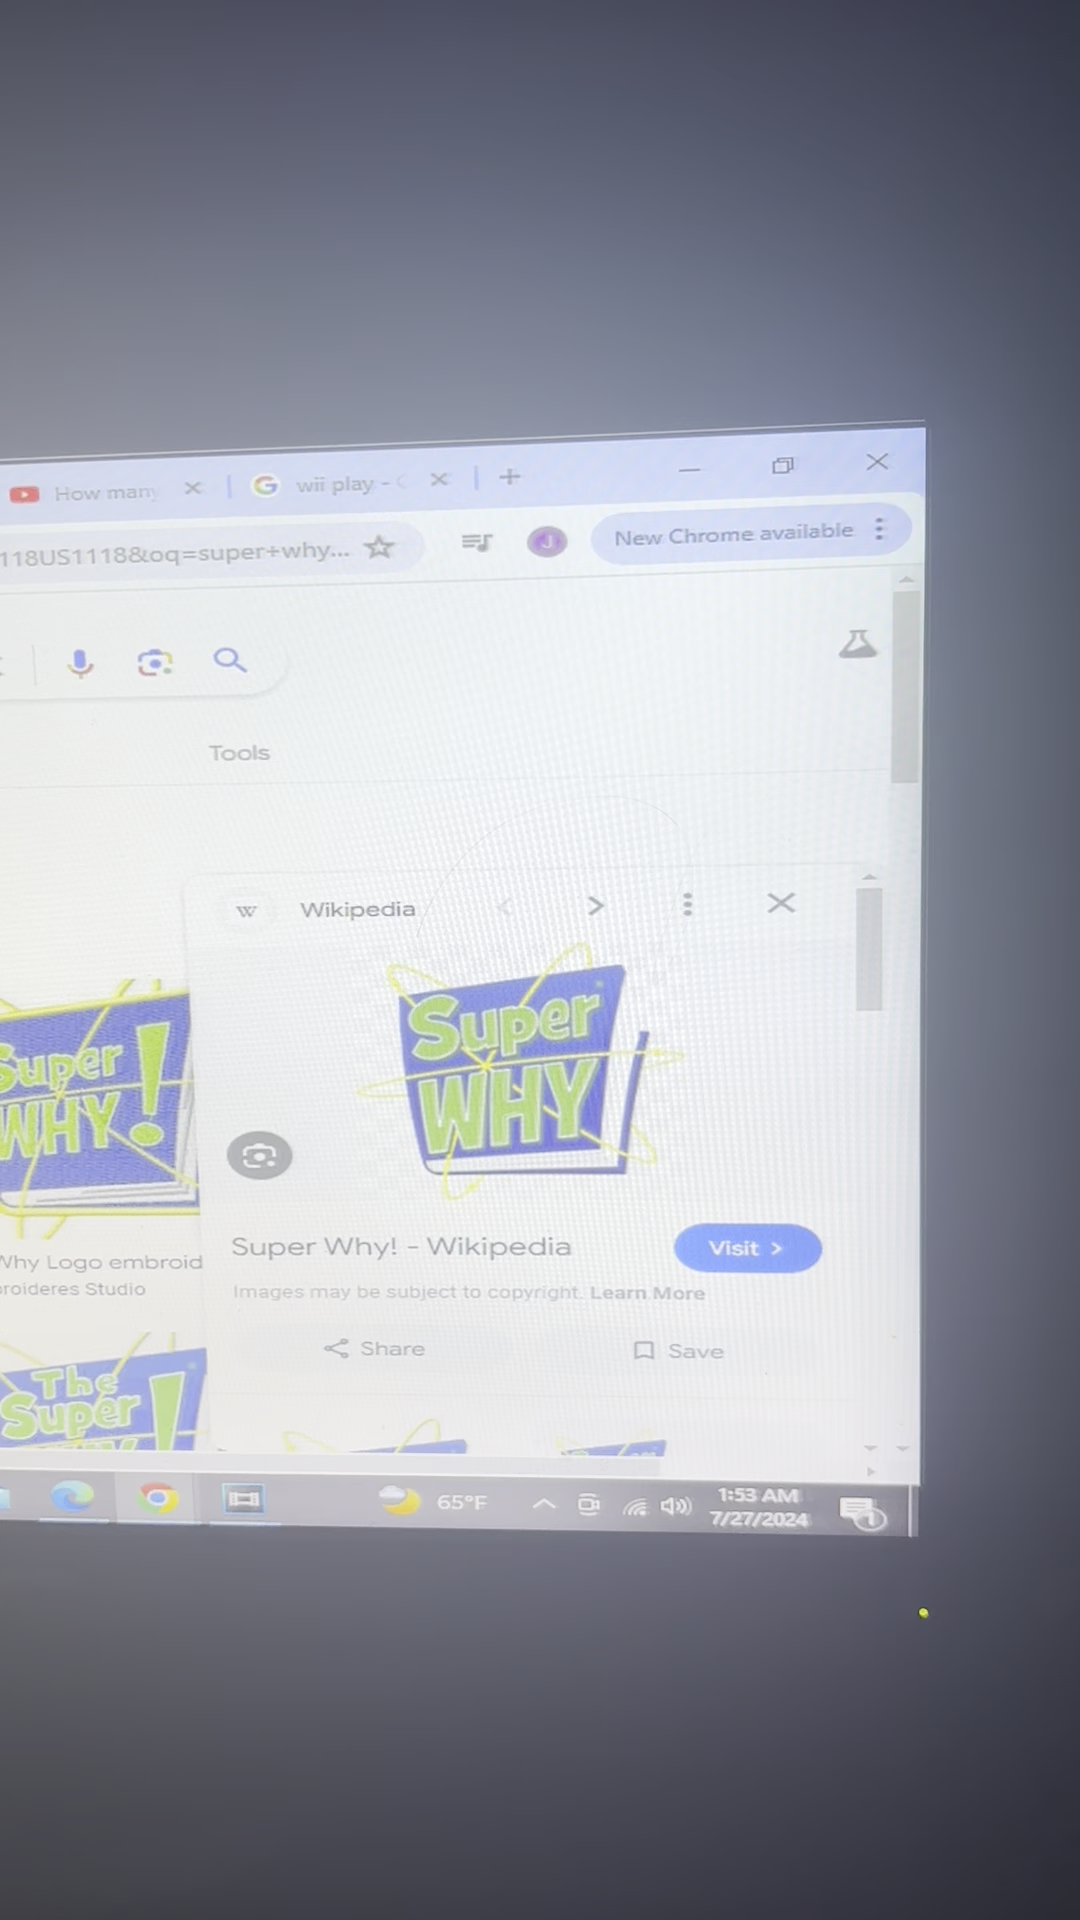 How many
wii play -
118US1118&oq=super+why...
J
New Chrome available
Tools
W
Wikipedia
Super
WHY
Super
WHY!
Super Why! - Wikipedia
Visit >
Why Logo embroid
broideres Studio
Images may be subject to copyright. Learn More
Share
Save
The
Super!
65°F
1:53 AM
7/27/2024
1